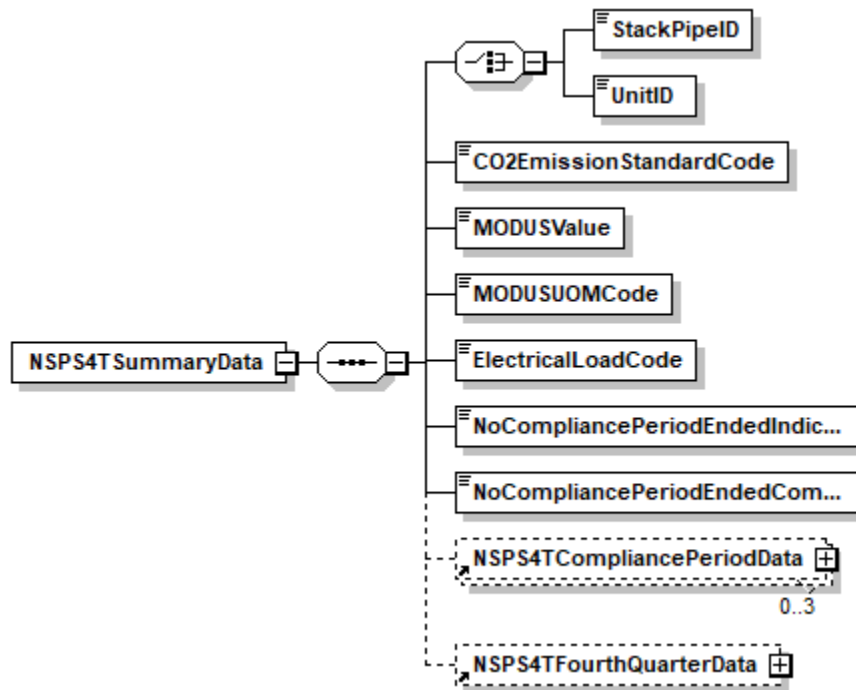 StackPipeID
UnitID
CO2EmissionStandardCode
MODUSValue
MODUSUOMCode
NSPS4TSummaryData
ElectricalLoadCode
NoCompliancePeriodEndedIndic...
NoCompliancePeriodEndedCom...
NSPS4TCompliancePeriodData
0..3
NSPS4TFourthQuarterData